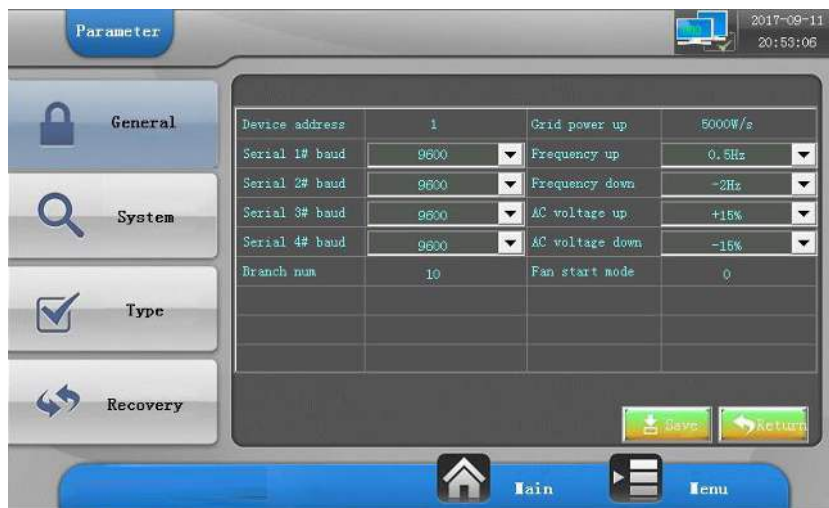 Parameter
2017-09-11
20:53:06
General
System
Type
Recovery
Device address 1 Grid power up 5000W/s
Serial 1# baud 9600 Frequency up 0.5Hz
Serial 2# baud 9600 Frequency down -2Hz
Serial 3# baud 9600 AC voltage up +15%
Serial 4# baud 9600 AC voltage down -15%
Branch num 10 Fan start mode 0
Save Return
Main Menu